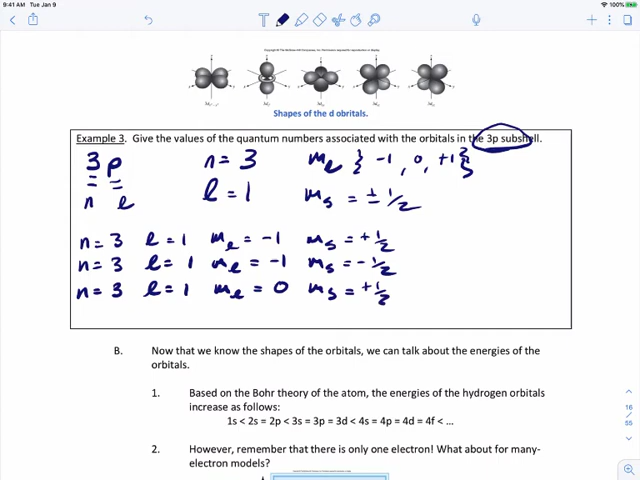 9:41 AM Tue Jan 9
100%
Shapes of the d obritals.
Example 3. Give the values of the quantum numbers associated with the orbitals in the 3p subshell.
3p n = 3 mℓ { -1, 0, +1}
n ℓ ℓ = 1 ms = ± 1/2
n = 3 ℓ = 1 mℓ = -1 ms = +1/2
n = 3 ℓ = 1 mℓ = -1 ms = -1/2
n = 3 ℓ = 1 mℓ = 0 ms = +1/2
B. Now that we know the shapes of the orbitals, we can talk about the energies of the
orbitals.
1. Based on the Bohr theory of the atom, the energies of the hydrogen orbitals
increase as follows:
1s < 2s = 2p < 3s = 3p = 3d < 4s = 4p = 4d = 4f < ...
2. However, remember that there is only one electron! What about for many-
electron models?
16
55